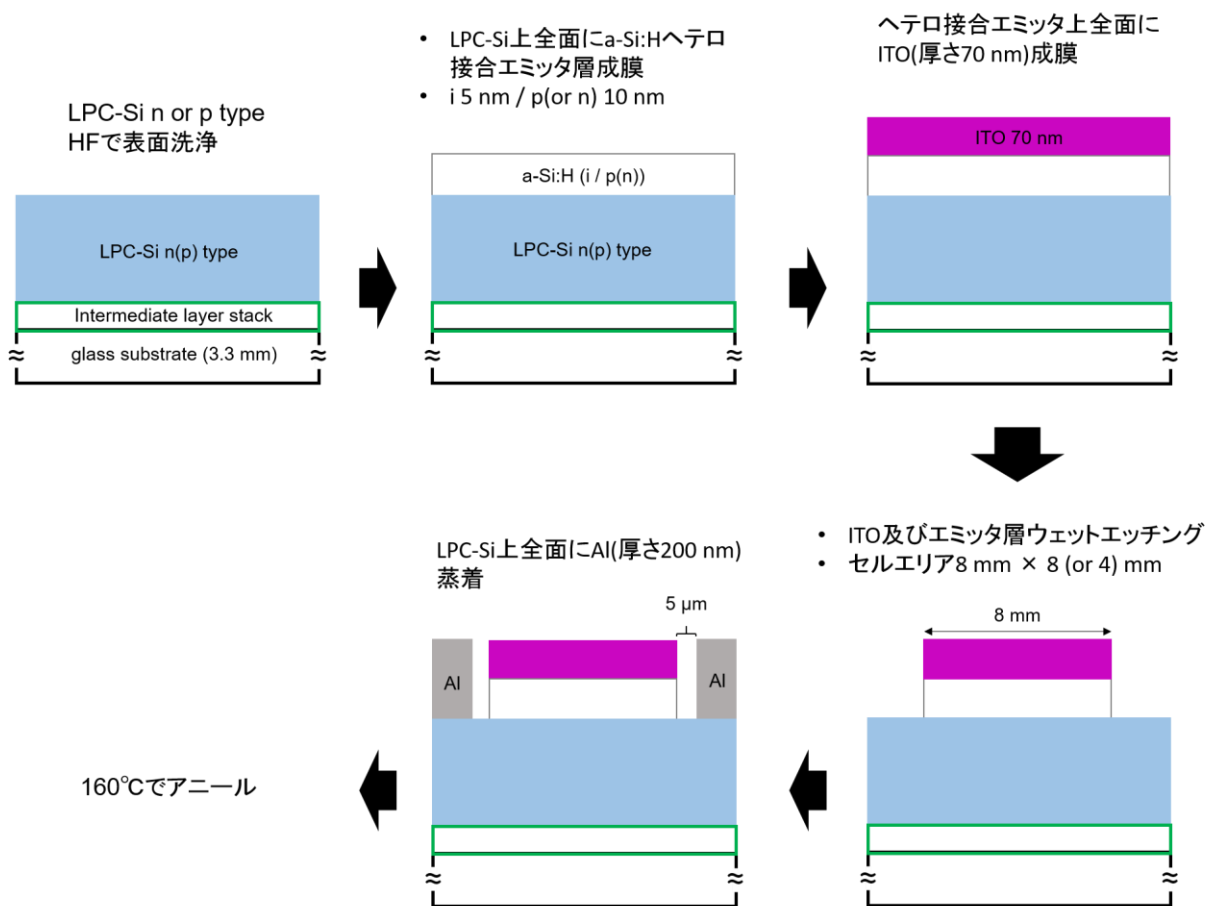 LPC-Si n or p type
HFで表面洗浄
LPC-Si n(p) type
Intermediate layer stack
≈ glass substrate (3.3 mm) ≈
• LPC-Si上全面にa-Si:Hヘテロ
接合エミッタ層成膜
• i 5 nm / p(or n) 10 nm
a-Si:H (i / p(n))
LPC-Si n(p) type
≈ ≈
ヘテロ接合エミッタ上全面に
ITO(厚さ70 nm)成膜
ITO 70 nm
≈ ≈
• ITO及びエミッタ層ウェットエッチング
• セルエリア8 mm × 8 (or 4) mm
8 mm
≈ ≈
LPC-Si上全面にAl(厚さ200 nm)
蒸着
5 μm
Al Al
≈ ≈
160℃でアニール